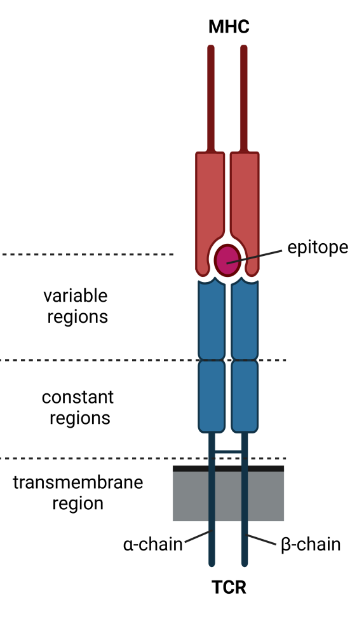 MHC
epitope
variable
regions
constant
regions
transmembrane
region
α-chain
β-chain
TCR